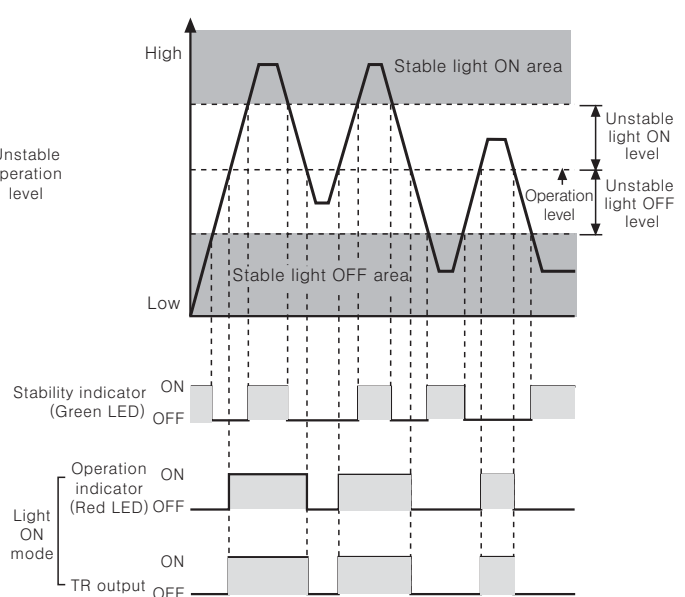 High
Stable light ON area
Unstable
light ON
level
level
Operation
level
Unstable
light OFF
level
Stable light OFF area
Low
Stability indicator
(Green LED)
ON
OFF
Operation
indicator
(Red LED)
ON
OFF
Light
ON
mode
TR output
ON
OFF